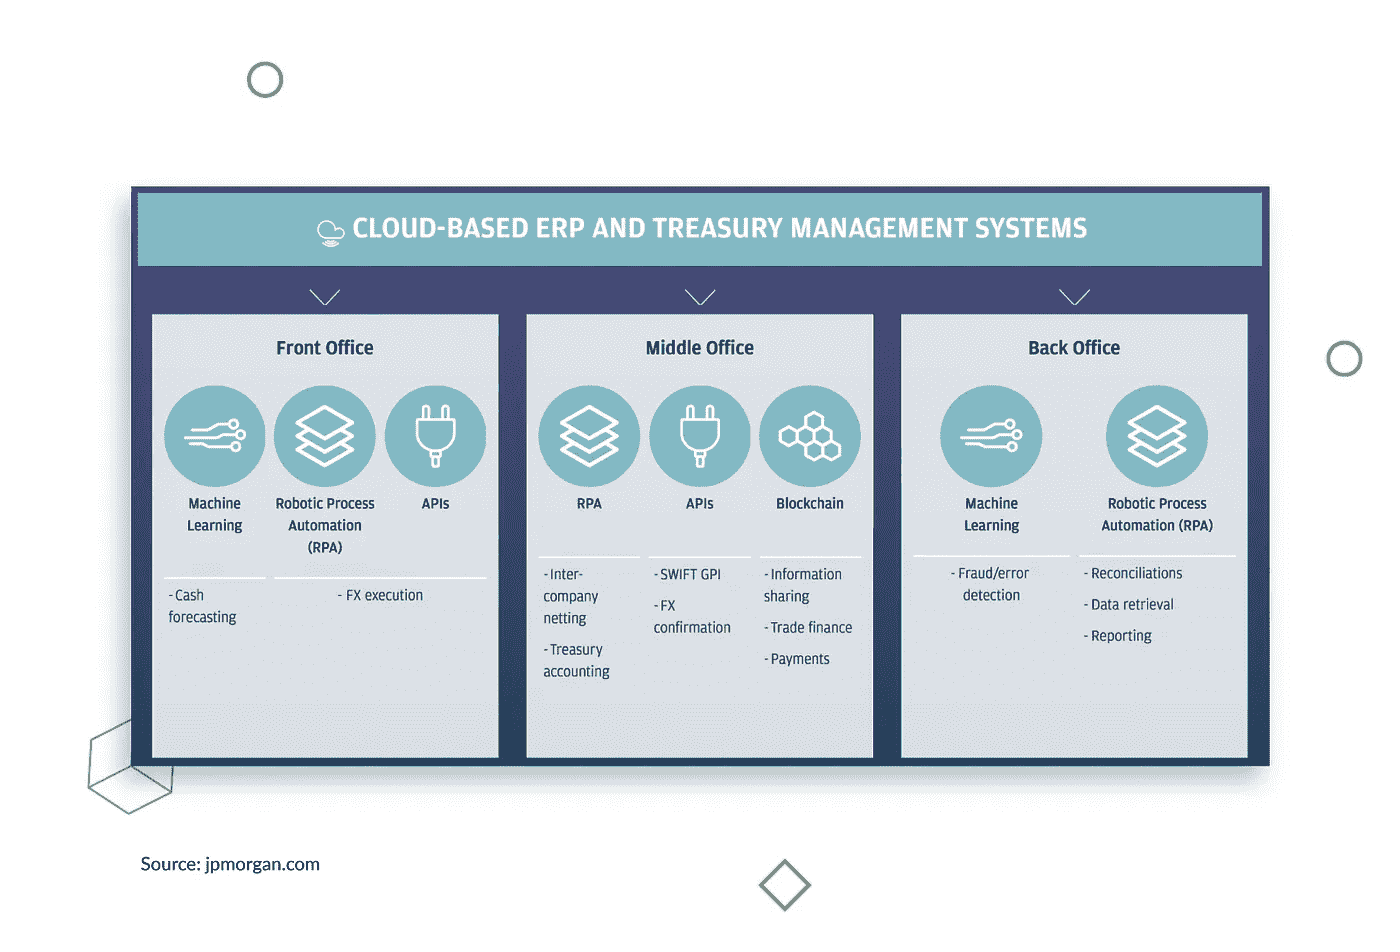 CLOUD-BASED ERP AND TREASURY MANAGEMENT SYSTEMS
Front Office
Machine
Learning
Robotic Process
Automation
(RPA)
APIs
- Cash
forecasting
- FX execution
Middle Office
RPA
APIs
Blockchain
- Inter-
company
netting
- Treasury
accounting
- SWIFT GPI
- FX
confirmation
- Information
sharing
- Trade finance
- Payments
Back Office
Machine
Learning
Robotic Process
Automation (RPA)
- Fraud/error
detection
- Reconciliations
- Data retrieval
- Reporting
Source: jpmorgan.com